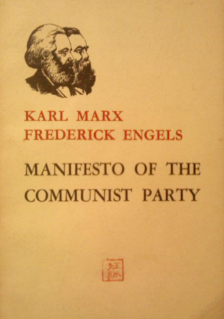 KARL MARX
FREDERICK ENGELS
MANIFESTO OF THE
COMMUNIST PARTY